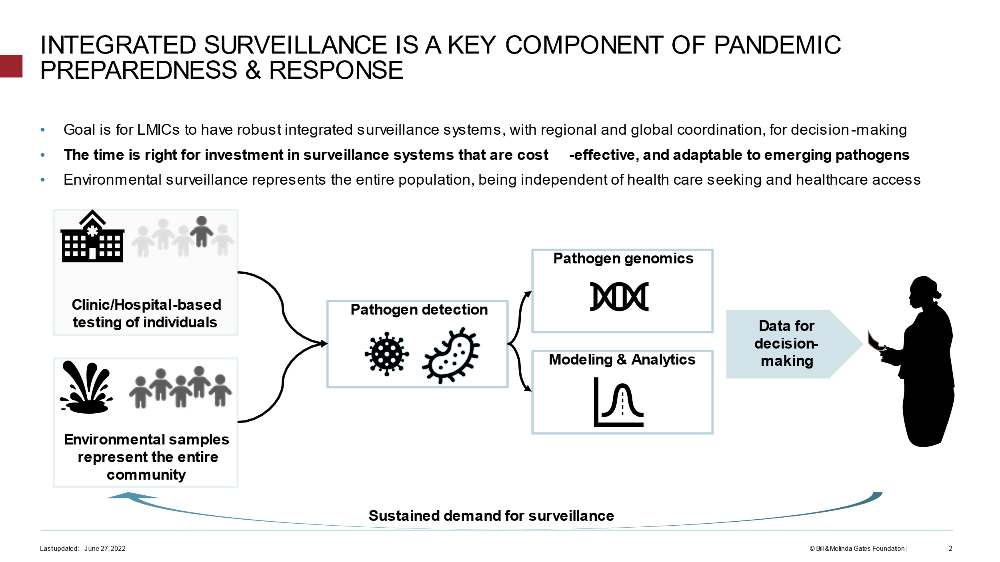 INTEGRATED SURVEILLANCE IS A KEY COMPONENT OF PANDEMIC
PREPAREDNESS & RESPONSE
• Goal is for LMICs to have robust integrated surveillance systems, with regional and global coordination, for decision-making
• The time is right for investment in surveillance systems that are cost -effective, and adaptable to emerging pathogens
• Environmental surveillance represents the entire population, being independent of health care seeking and healthcare access
Clinic/Hospital-based
testing of individuals
Environmental samples
represent the entire
community
Pathogen detection
Pathogen genomics
Modeling & Analytics
Data for
decision-
making
Sustained demand for surveillance
Last updated: June 27, 2022
© Bill & Melinda Gates Foundation |
2